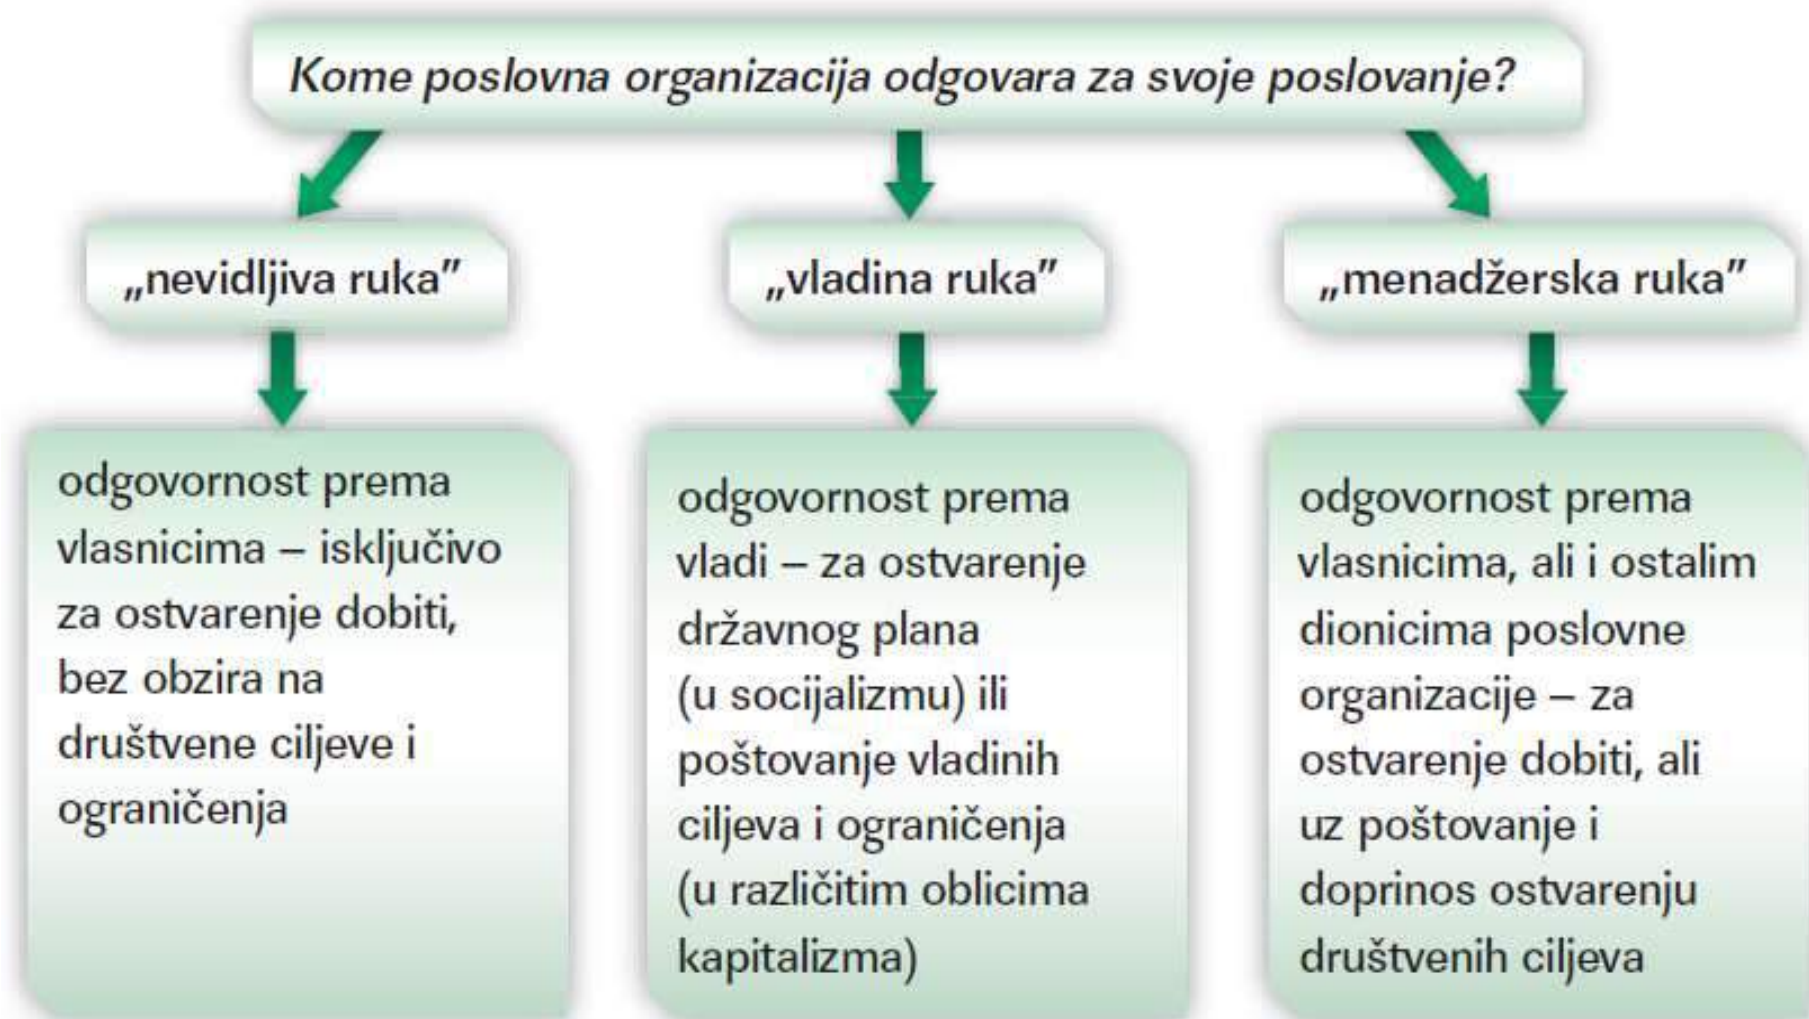 Kome poslovna organizacija odgovara za svoje poslovanje?
„nevidljiva ruka”
„vladina ruka”
„menadžerska ruka”
odgovornost prema
vlasnicima – isključivo
za ostvarenje dobiti,
bez obzira na
društvene ciljeve i
ograničenja
odgovornost prema
vladi – za ostvarenje
državnog plana
(u socijalizmu) ili
poštovanje vladinih
ciljeva i ograničenja
(u različitim oblicima
kapitalizma)
odgovornost prema
vlasnicima, ali i ostalim
dionicima poslovne
organizacije – za
ostvarenje dobiti, ali
uz poštovanje i
doprinos ostvarenju
društvenih ciljeva